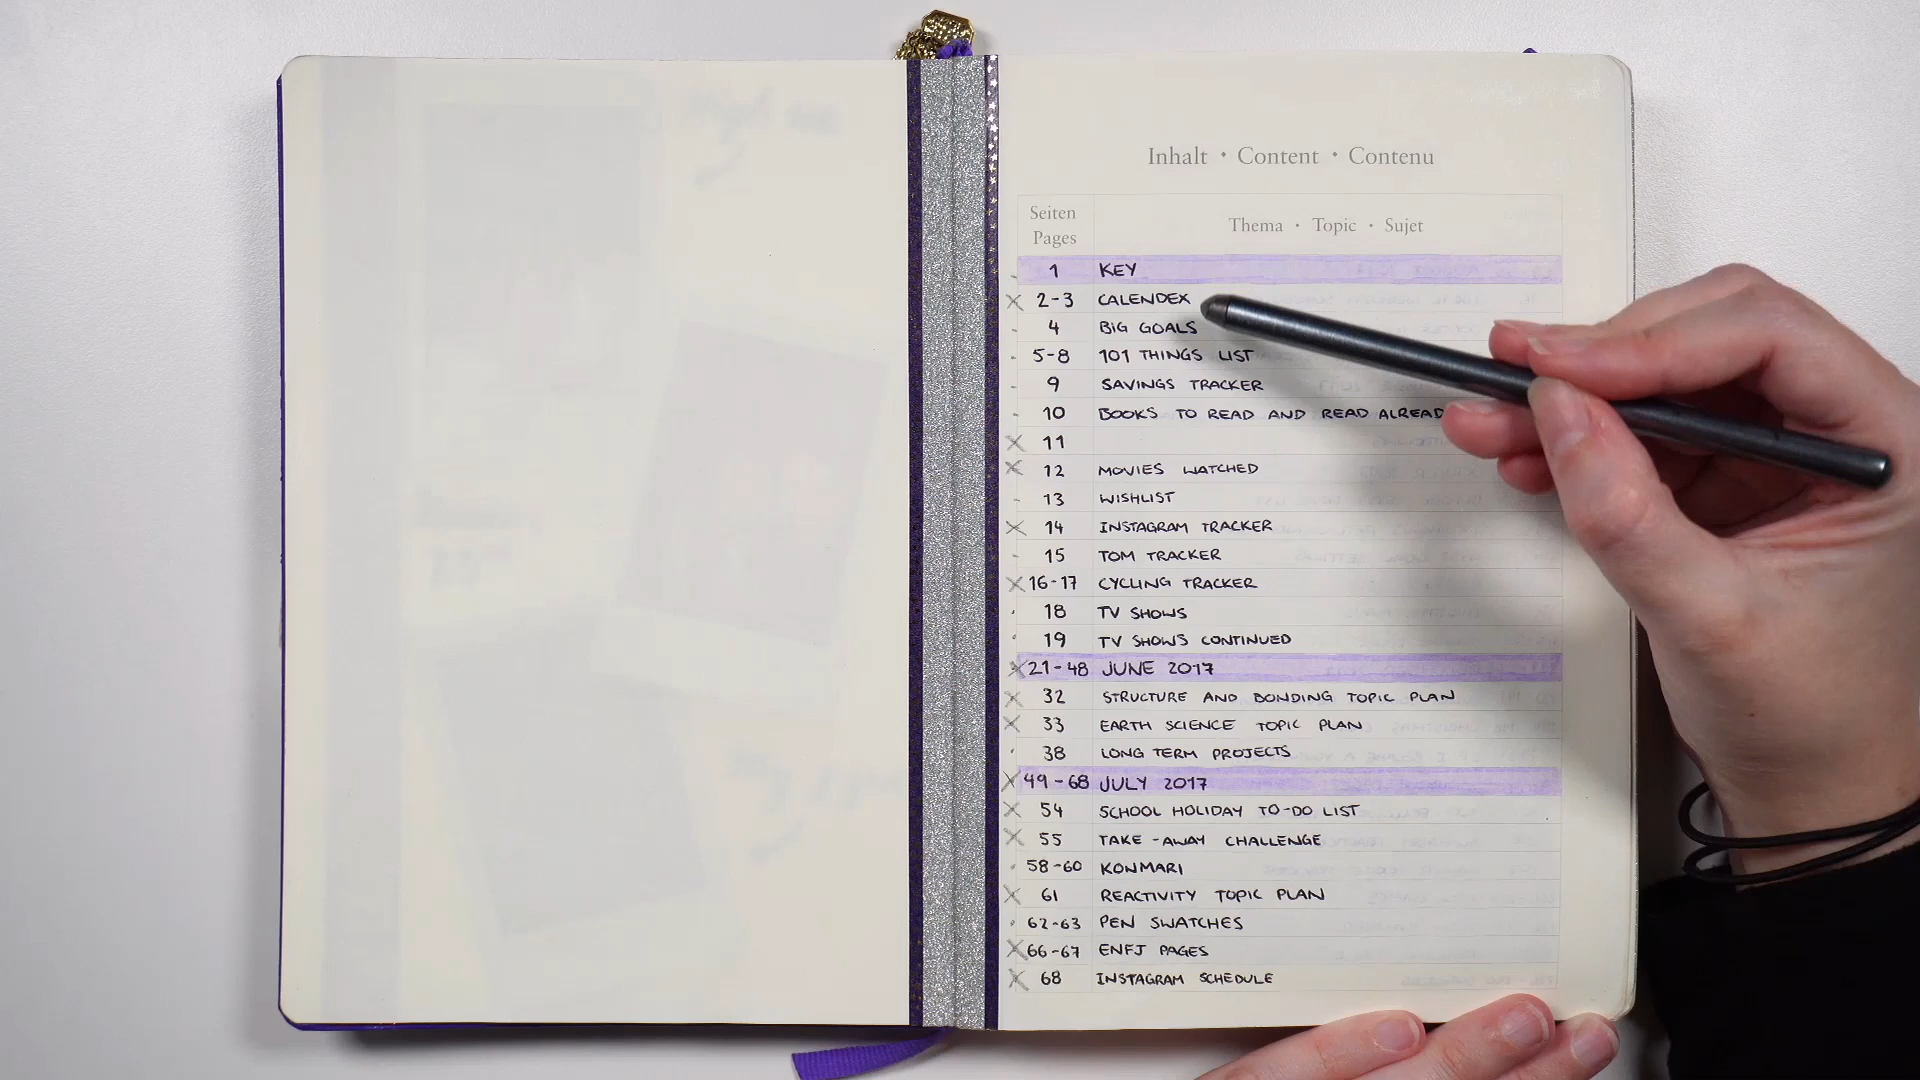 Inhalt • Content • Contenu
Seiten Pages Thema • Topic • Sujet
1 KEY
X 2-3 CALENDEX
- 4 BIG GOALS
- 5-8 101 THINGS LIST
- 9 SAVINGS TRACKER
- 10 BOOKS TO READ AND READ ALREAD
X 11
X 12 MOVIES WATCHED
- 13 WISHLIST
X 14 INSTAGRAM TRACKER
- 15 TOM TRACKER
X 16-17 CYCLING TRACKER
· 18 TV SHOWS
· 19 TV SHOWS CONTINUED
X 21-48 JUNE 2017
X 32 STRUCTURE AND BONDING TOPIC PLAN
X 33 EARTH SCIENCE TOPIC PLAN
· 38 LONG TERM PROJECTS
X 49-68 JULY 2017
X 54 SCHOOL HOLIDAY TO-DO LIST
X 55 TAKE-AWAY CHALLENGE
· 58-60 KONMARI
X 61 REACTIVITY TOPIC PLAN
· 62-63 PEN SWATCHES
X 66-67 ENFJ PAGES
X 68 INSTAGRAM SCHEDULE